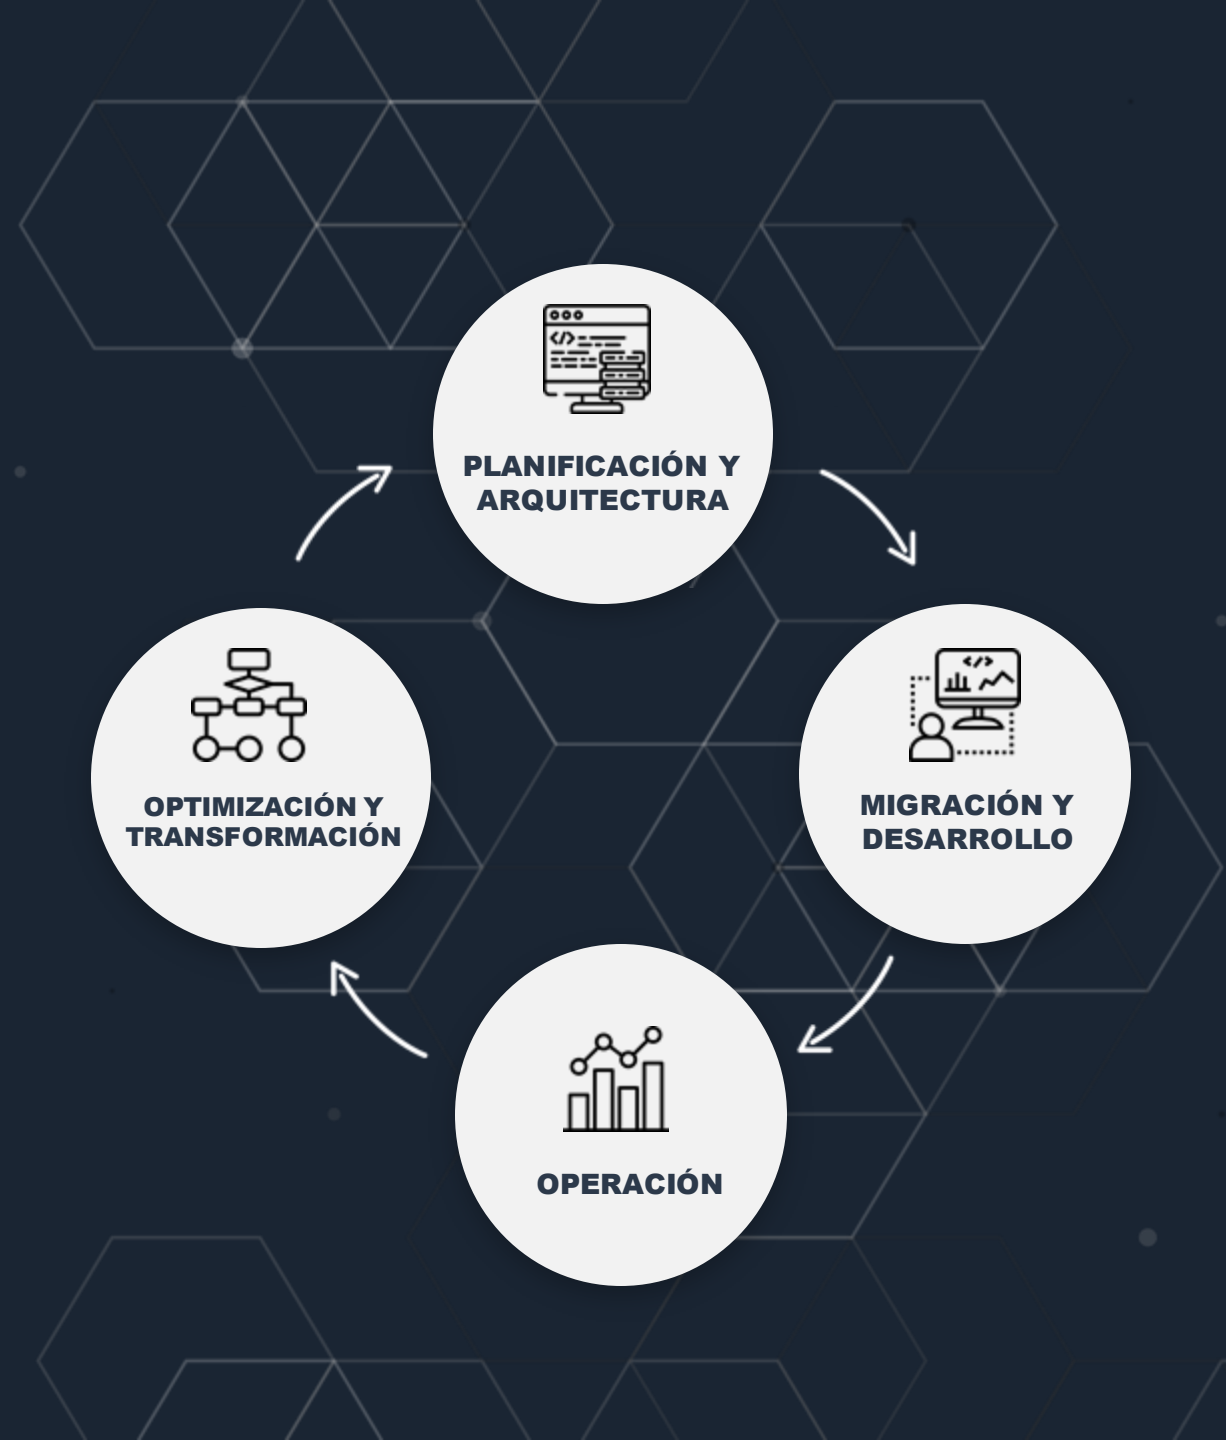 PLANIFICACIÓN Y
ARQUITECTURA
MIGRACIÓN Y
DESARROLLO
OPERACIÓN
OPTIMIZACIÓN Y
TRANSFORMACIÓN